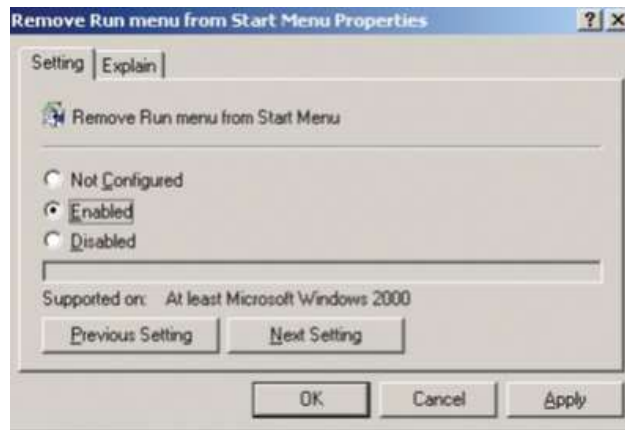 Remove Run menu from Start Menu Properties ? X
Setting Explain
Remove Run menu from Start Menu
Not Configured
Enabled
Disabled
Supported on: At least Microsoft Windows 2000
Previous Setting Next Setting
OK Cancel Apply